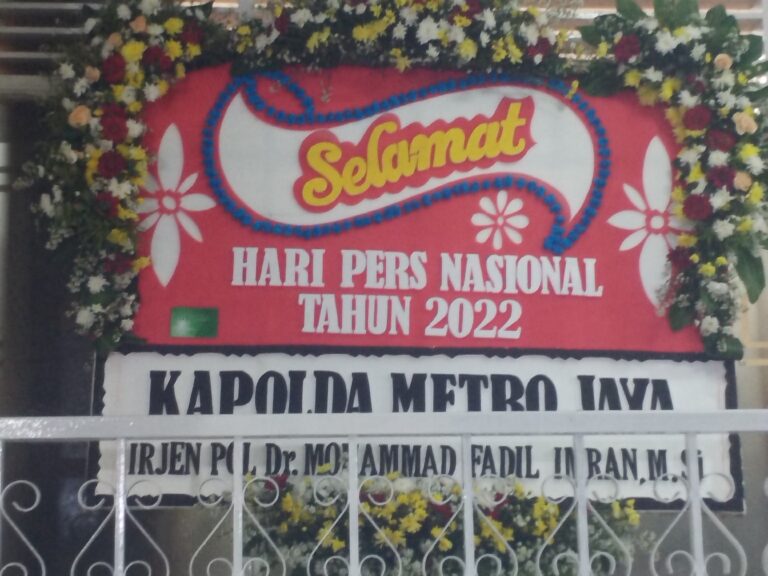 Selamat
HARI PERS NASIONAL
TAHUN 2022
KAPOLDA METRO JAYA
IRJEN POL Dr. MOHAMMAD FADIL IMRAN, M.Si